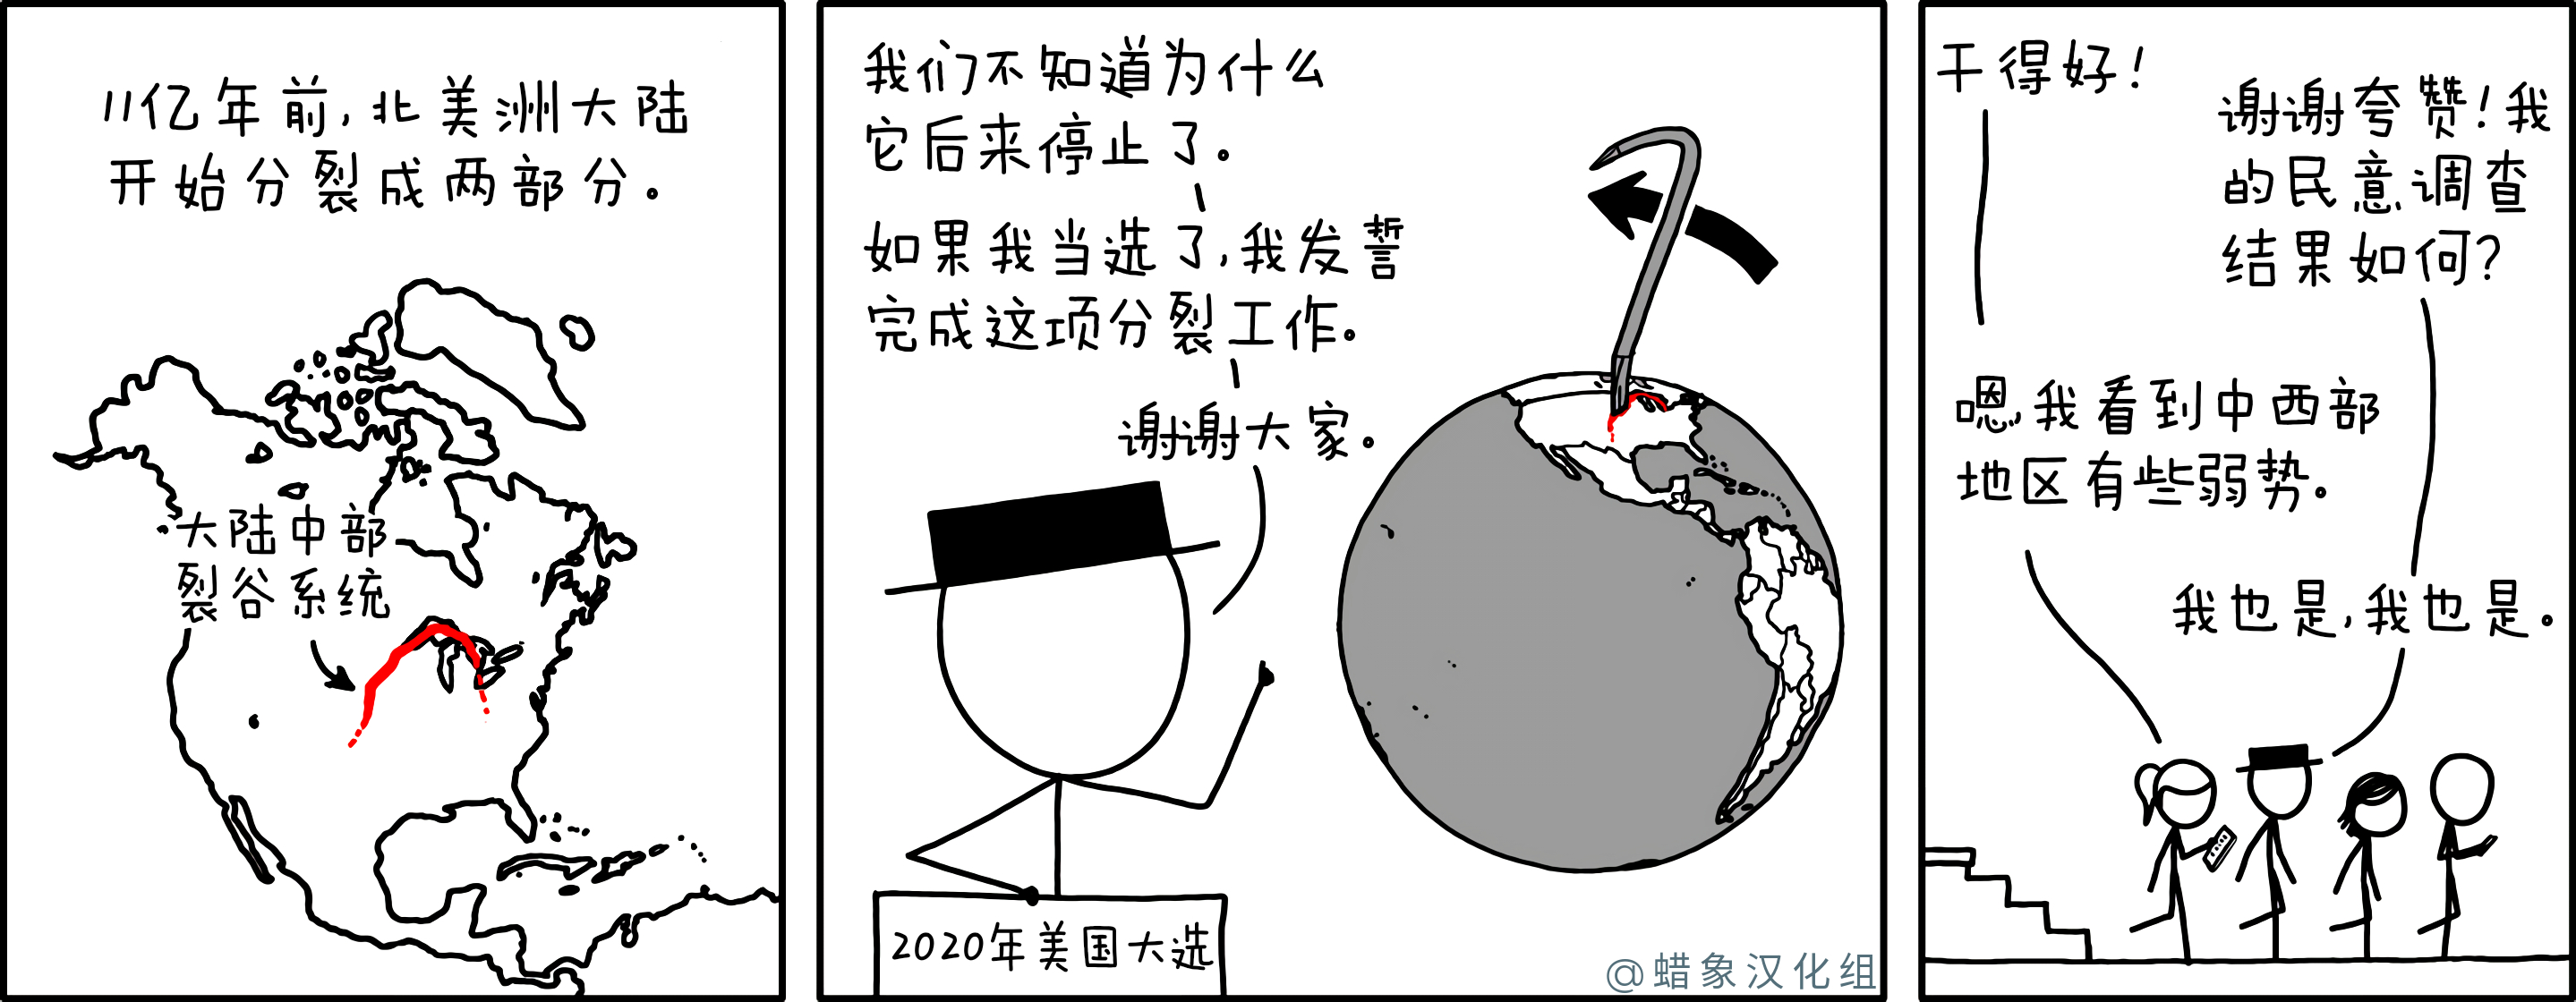 11亿年前,北美洲大陆
开始分裂成两部分。
大陆中部
裂谷系统
我们不知道为什么
它后来停止了。
如果我当选了,我发誓
完成这项分裂工作。
谢谢大家。
2020年美国大选
@蜡象汉化组
干得好!
谢谢夸赞!我
的民意调查
结果如何?
嗯,我看到中西部
地区有些弱势。
我也是,我也是。